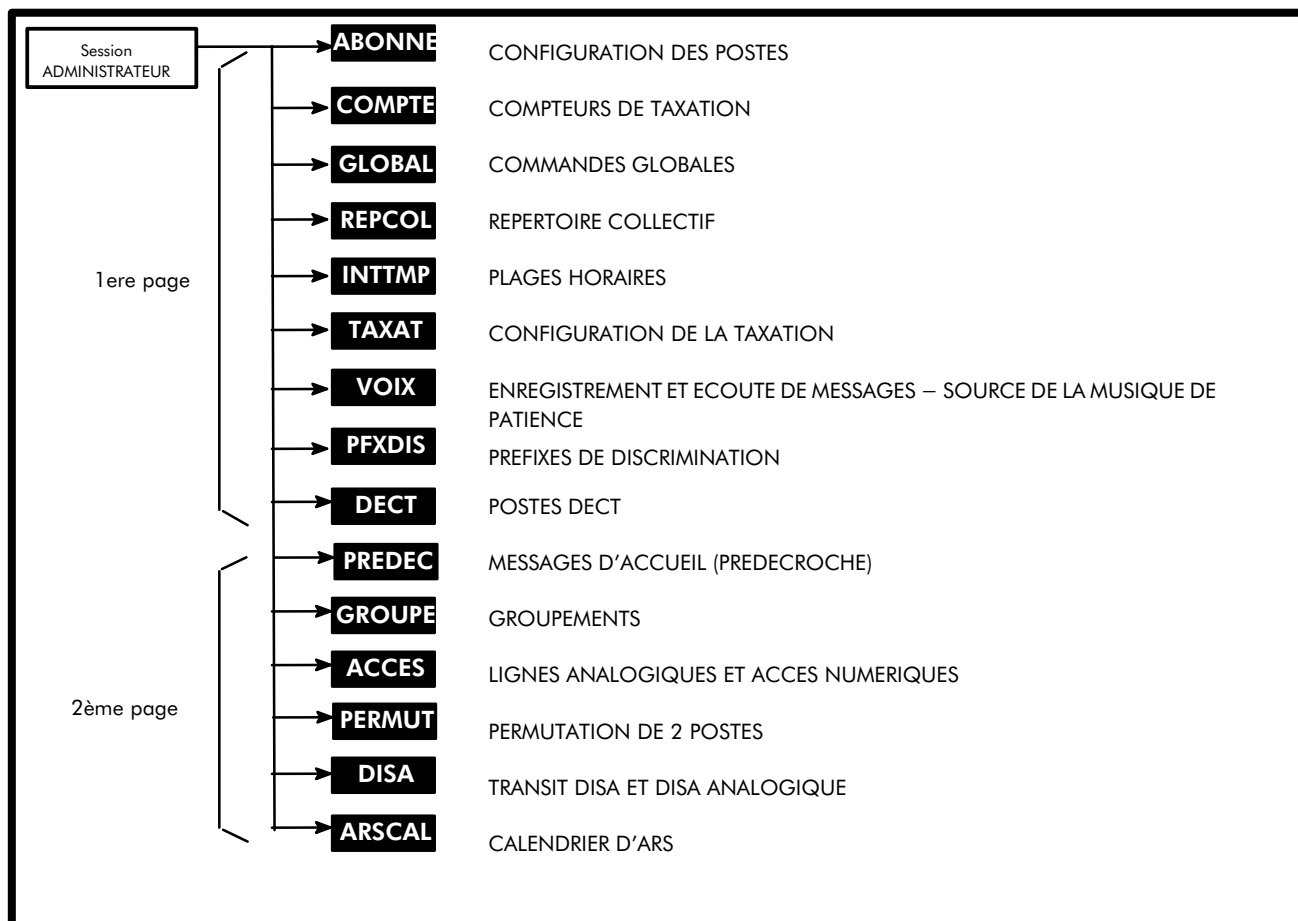 Session
ADMINISTRATEUR
ABONNE
CONFIGURATION DES POSTES
COMPTE
COMPTEURS DE TAXATION
GLOBAL
COMMANDES GLOBALES
REPCOL
REPERTOIRE COLLECTIF
1ere page
INTTMP
PLAGES HORAIRES
TAXAT
CONFIGURATION DE LA TAXATION
VOIX
ENREGISTREMENT ET ECOUTE DE MESSAGES – SOURCE DE LA MUSIQUE DE
PATIENCE
PFXDIS
PREFIXES DE DISCRIMINATION
DECT
POSTES DECT
PREDEC
MESSAGES D’ACCUEIL (PREDECROCHE)
GROUPE
GROUPEMENTS
ACCES
LIGNES ANALOGIQUES ET ACCES NUMERIQUES
2ème page
PERMUT
PERMUTATION DE 2 POSTES
DISA
TRANSIT DISA ET DISA ANALOGIQUE
ARSCAL
CALENDRIER D’ARS